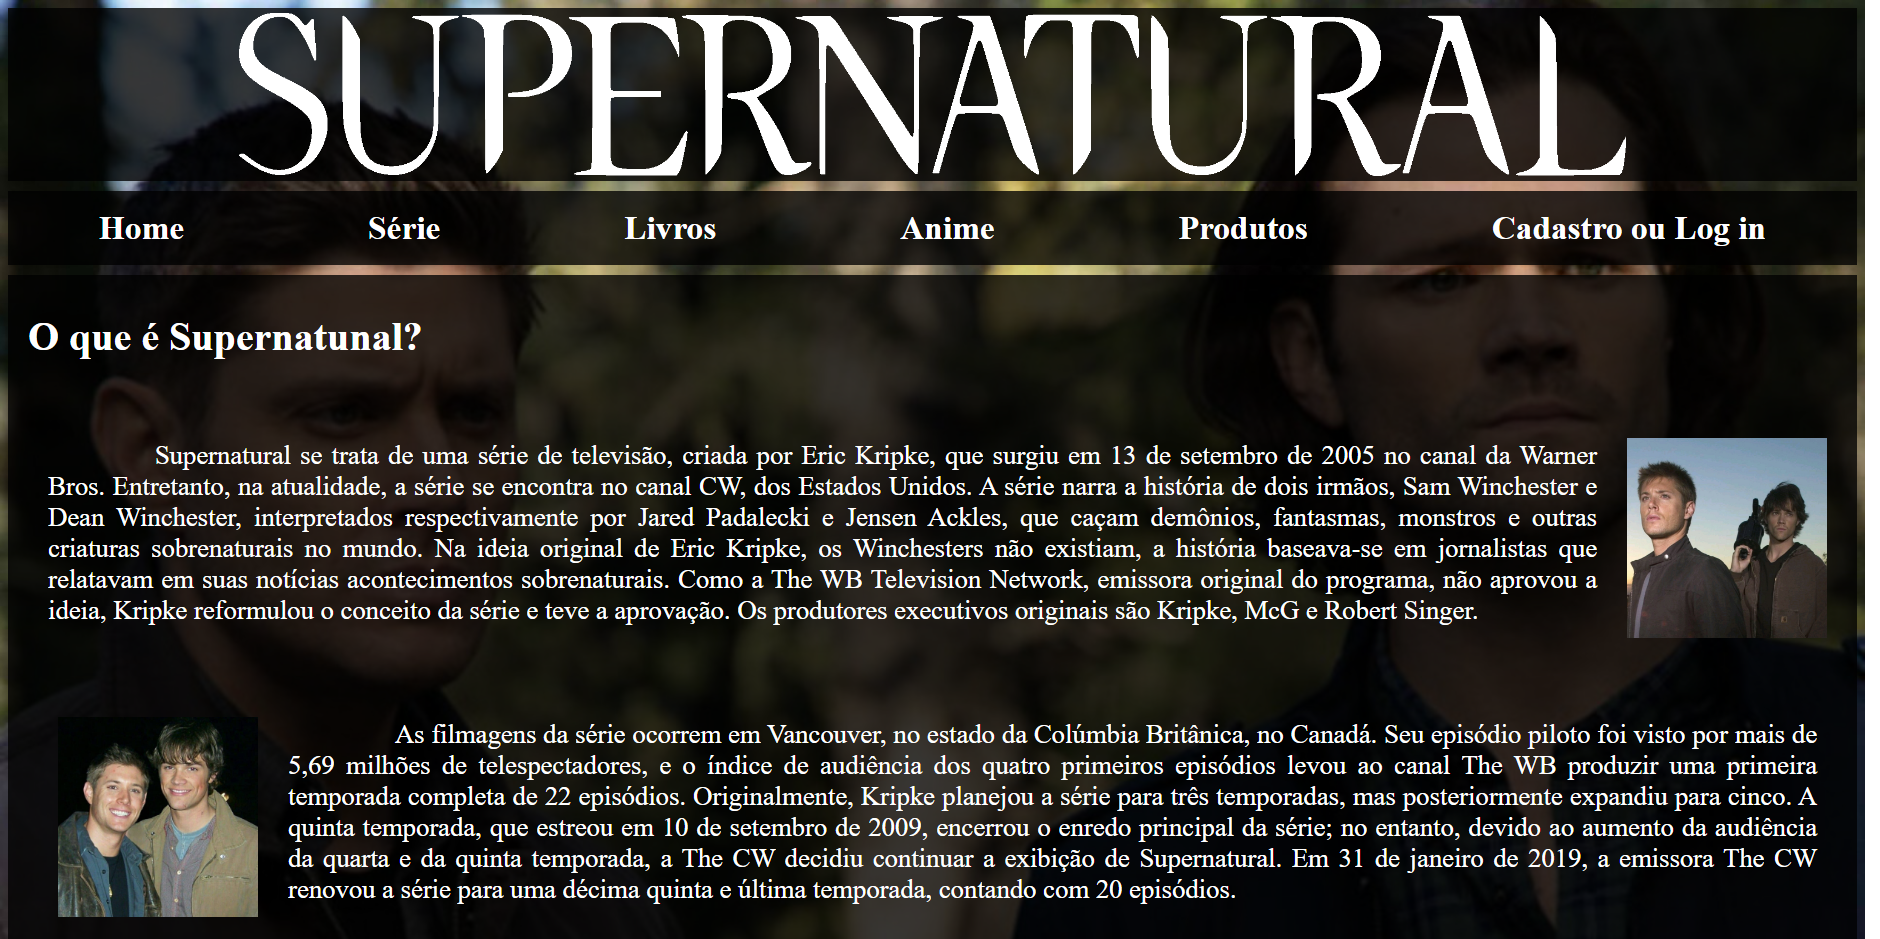 SUPERNATURAL
Home Série Livros Anime Produtos Cadastro ou Log in
O que é Supernatunal?
Supernatural se trata de uma série de televisão, criada por Eric Kripke, que surgiu em 13 de setembro de 2005 no canal da Warner
Bros. Entretanto, na atualidade, a série se encontra no canal CW, dos Estados Unidos. A série narra a história de dois irmãos, Sam Winchester e
Dean Winchester, interpretados respectivamente por Jared Padalecki e Jensen Ackles, que caçam demônios, fantasmas, monstros e outras
criaturas sobrenaturais no mundo. Na ideia original de Eric Kripke, os Winchesters não existiam, a história baseava-se em jornalistas que
relatavam em suas notícias acontecimentos sobrenaturais. Como a The WB Television Network, emissora original do programa, não aprovou a
ideia, Kripke reformulou o conceito da série e teve a aprovação. Os produtores executivos originais são Kripke, McG e Robert Singer.
As filmagens da série ocorrem em Vancouver, no estado da Colúmbia Britânica, no Canadá. Seu episódio piloto foi visto por mais de
5,69 milhões de telespectadores, e o índice de audiência dos quatro primeiros episódios levou ao canal The WB produzir uma primeira
temporada completa de 22 episódios. Originalmente, Kripke planejou a série para três temporadas, mas posteriormente expandiu para cinco. A
quinta temporada, que estreou em 10 de setembro de 2009, encerrou o enredo principal da série; no entanto, devido ao aumento da audiência
da quarta e da quinta temporada, a The CW decidiu continuar a exibição de Supernatural. Em 31 de janeiro de 2019, a emissora The CW
renovou a série para uma décima quinta e última temporada, contando com 20 episódios.